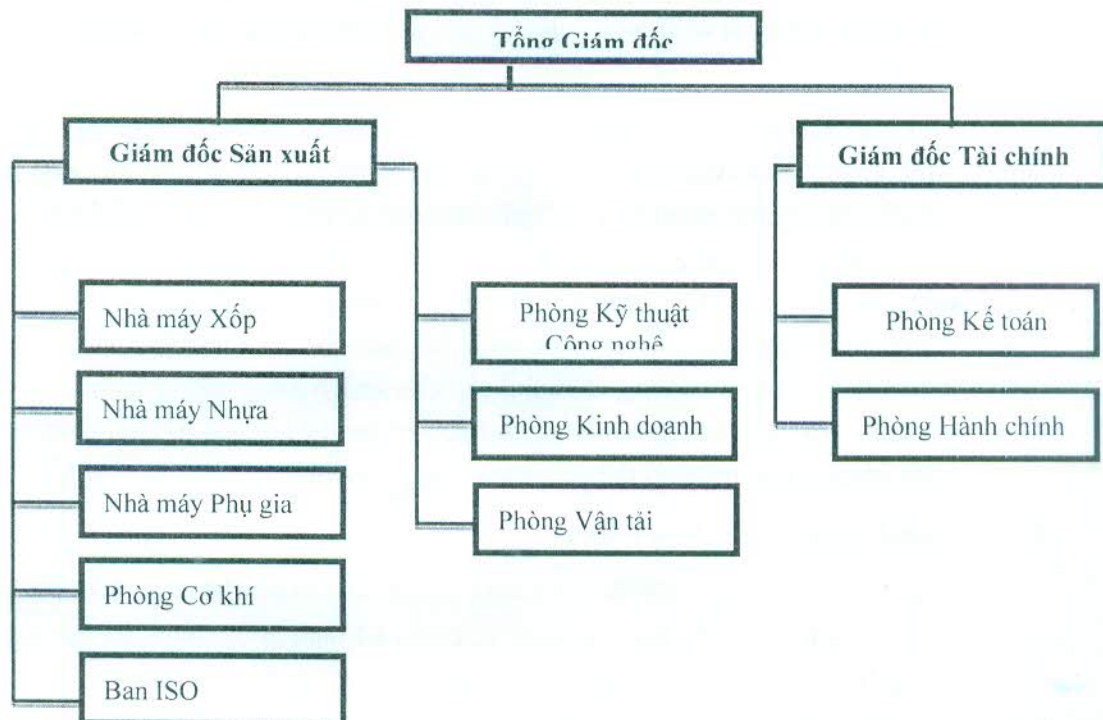 Tổng Giám đốc
Giám đốc Sản xuất
Giám đốc Tài chính
Nhà máy Xốp
Nhà máy Nhựa
Nhà máy Phụ gia
Phòng Cơ khí
Ban ISO
Phòng Kỹ thuật
Công nghệ
Phòng Kinh doanh
Phòng Vận tải
Phòng Kế toán
Phòng Hành chính